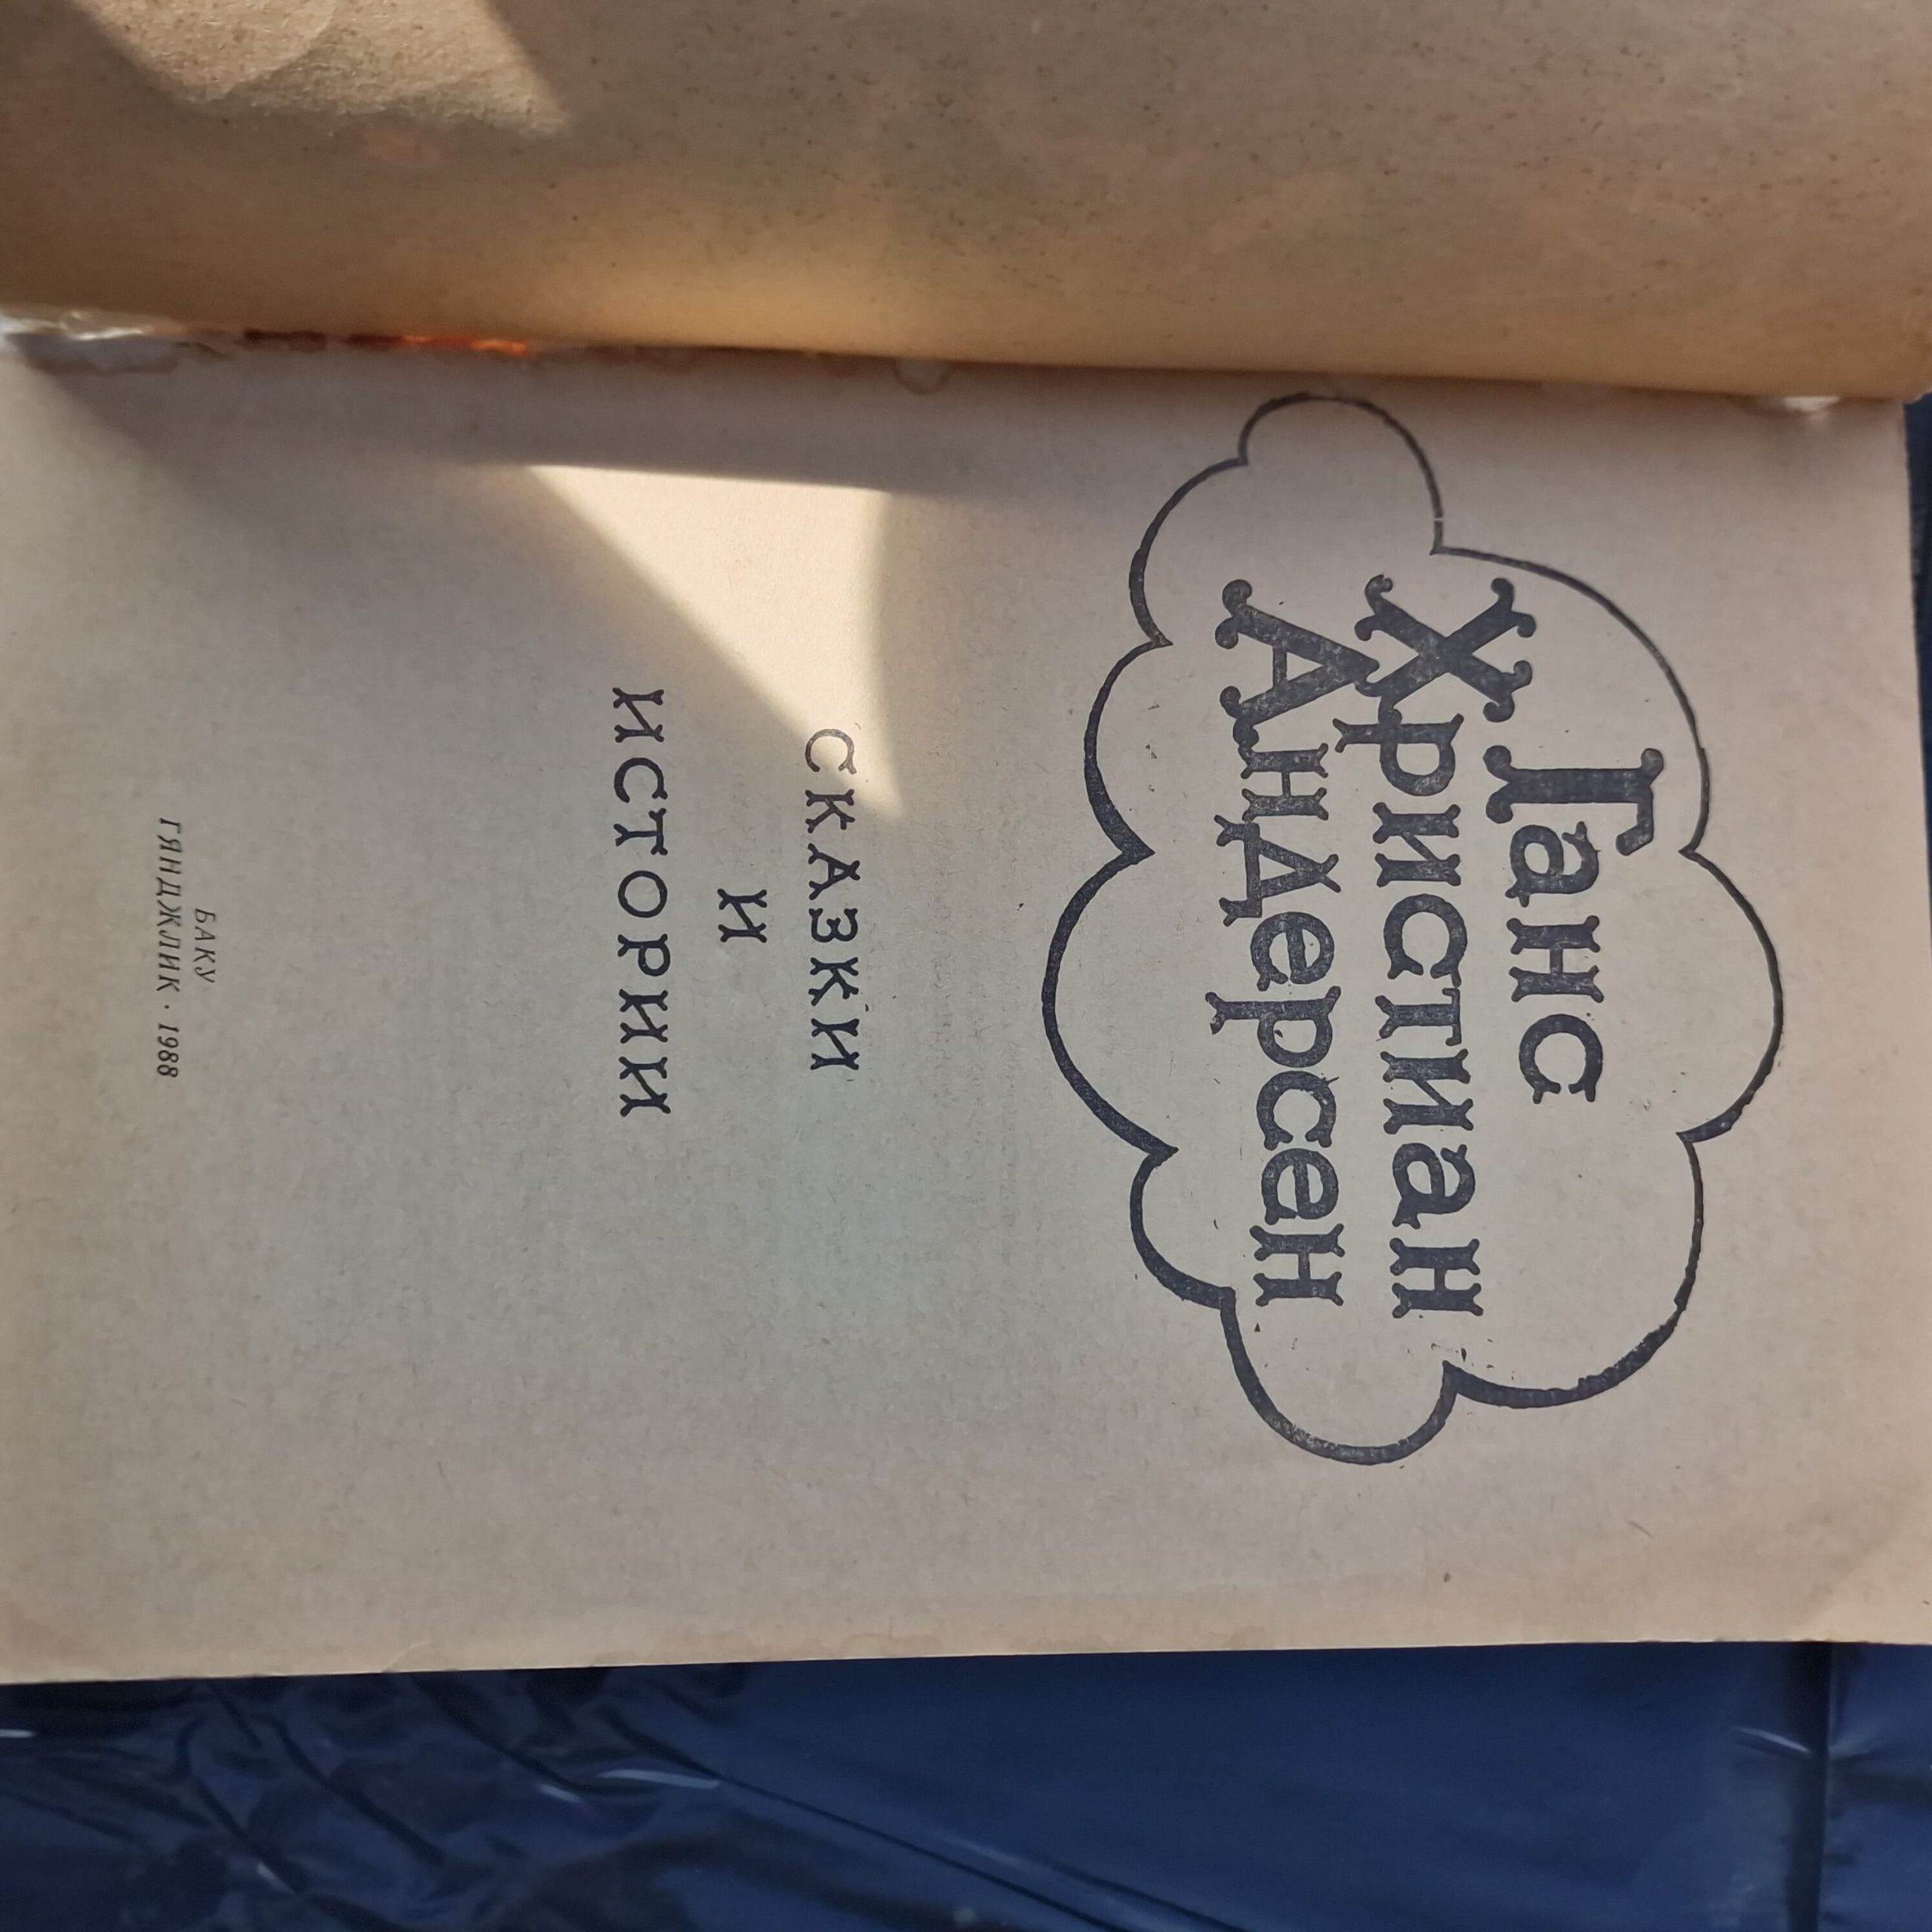 Ганс
Христиан
Андерсен
СКАЗКИ
И
ИСТОРИИ
БАКУ
ГЯНДЖЛИК · 1988